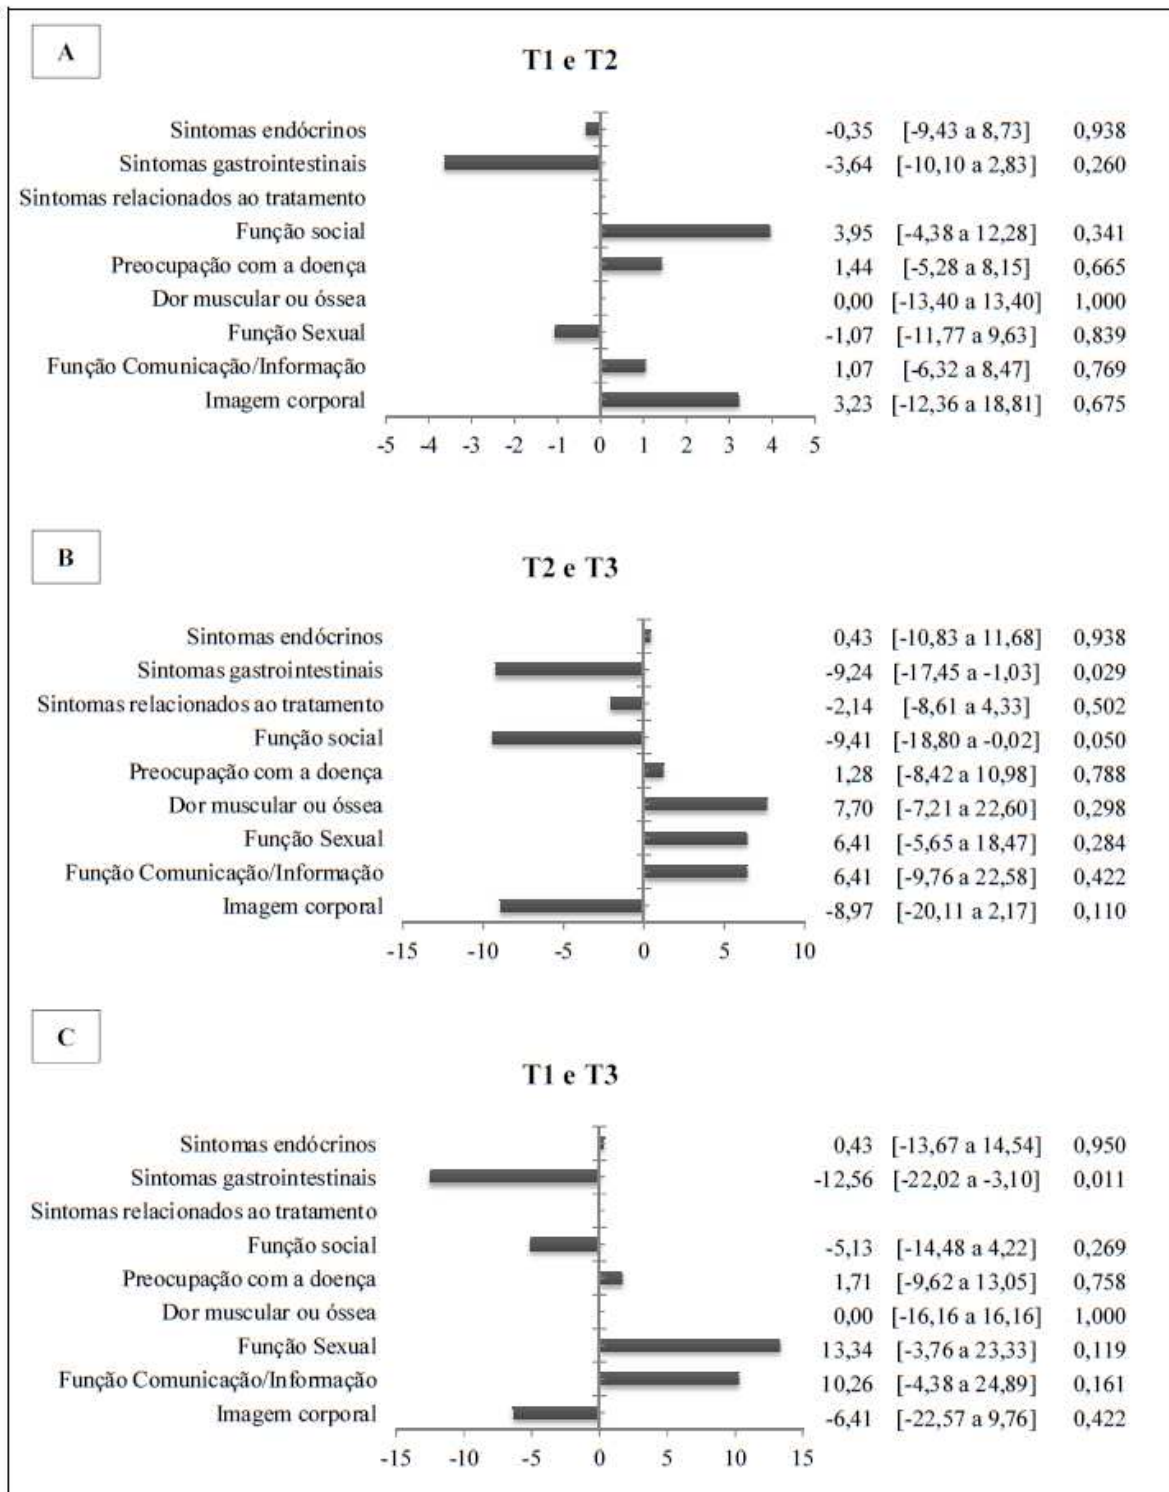 A
T1 e T2
Sintomas endócrinos -0,35 [-9,43 a 8,73] 0,938
Sintomas gastrointestinais -3,64 [-10,10 a 2,83] 0,260
Sintomas relacionados ao tratamento
Função social 3,95 [-4,38 a 12,28] 0,341
Preocupação com a doença 1,44 [-5,28 a 8,15] 0,665
Dor muscular ou óssea 0,00 [-13,40 a 13,40] 1,000
Função Sexual -1,07 [-11,77 a 9,63] 0,839
Função Comunicação/Informação 1,07 [-6,32 a 8,47] 0,769
Imagem corporal 3,23 [-12,36 a 18,81] 0,675
-5 -4 -3 -2 -1 0 1 2 3 4 5
B
T2 e T3
Sintomas endócrinos 0,43 [-10,83 a 11,68] 0,938
Sintomas gastrointestinais -9,24 [-17,45 a -1,03] 0,029
Sintomas relacionados ao tratamento -2,14 [-8,61 a 4,33] 0,502
Função social -9,41 [-18,80 a -0,02] 0,050
Preocupação com a doença 1,28 [-8,42 a 10,98] 0,788
Dor muscular ou óssea 7,70 [-7,21 a 22,60] 0,298
Função Sexual 6,41 [-5,65 a 18,47] 0,284
Função Comunicação/Informação 6,41 [-9,76 a 22,58] 0,422
Imagem corporal -8,97 [-20,11 a 2,17] 0,110
-15 -10 -5 0 5 10
C
T1 e T3
Sintomas endócrinos 0,43 [-13,67 a 14,54] 0,950
Sintomas gastrointestinais -12,56 [-22,02 a -3,10] 0,011
Sintomas relacionados ao tratamento
Função social -5,13 [-14,48 a 4,22] 0,269
Preocupação com a doença 1,71 [-9,62 a 13,05] 0,758
Dor muscular ou óssea 0,00 [-16,16 a 16,16] 1,000
Função Sexual 13,34 [-3,76 a 23,33] 0,119
Função Comunicação/Informação 10,26 [-4,38 a 24,89] 0,161
Imagem corporal -6,41 [-22,57 a 9,76] 0,422
-15 -10 -5 0 5 10 15